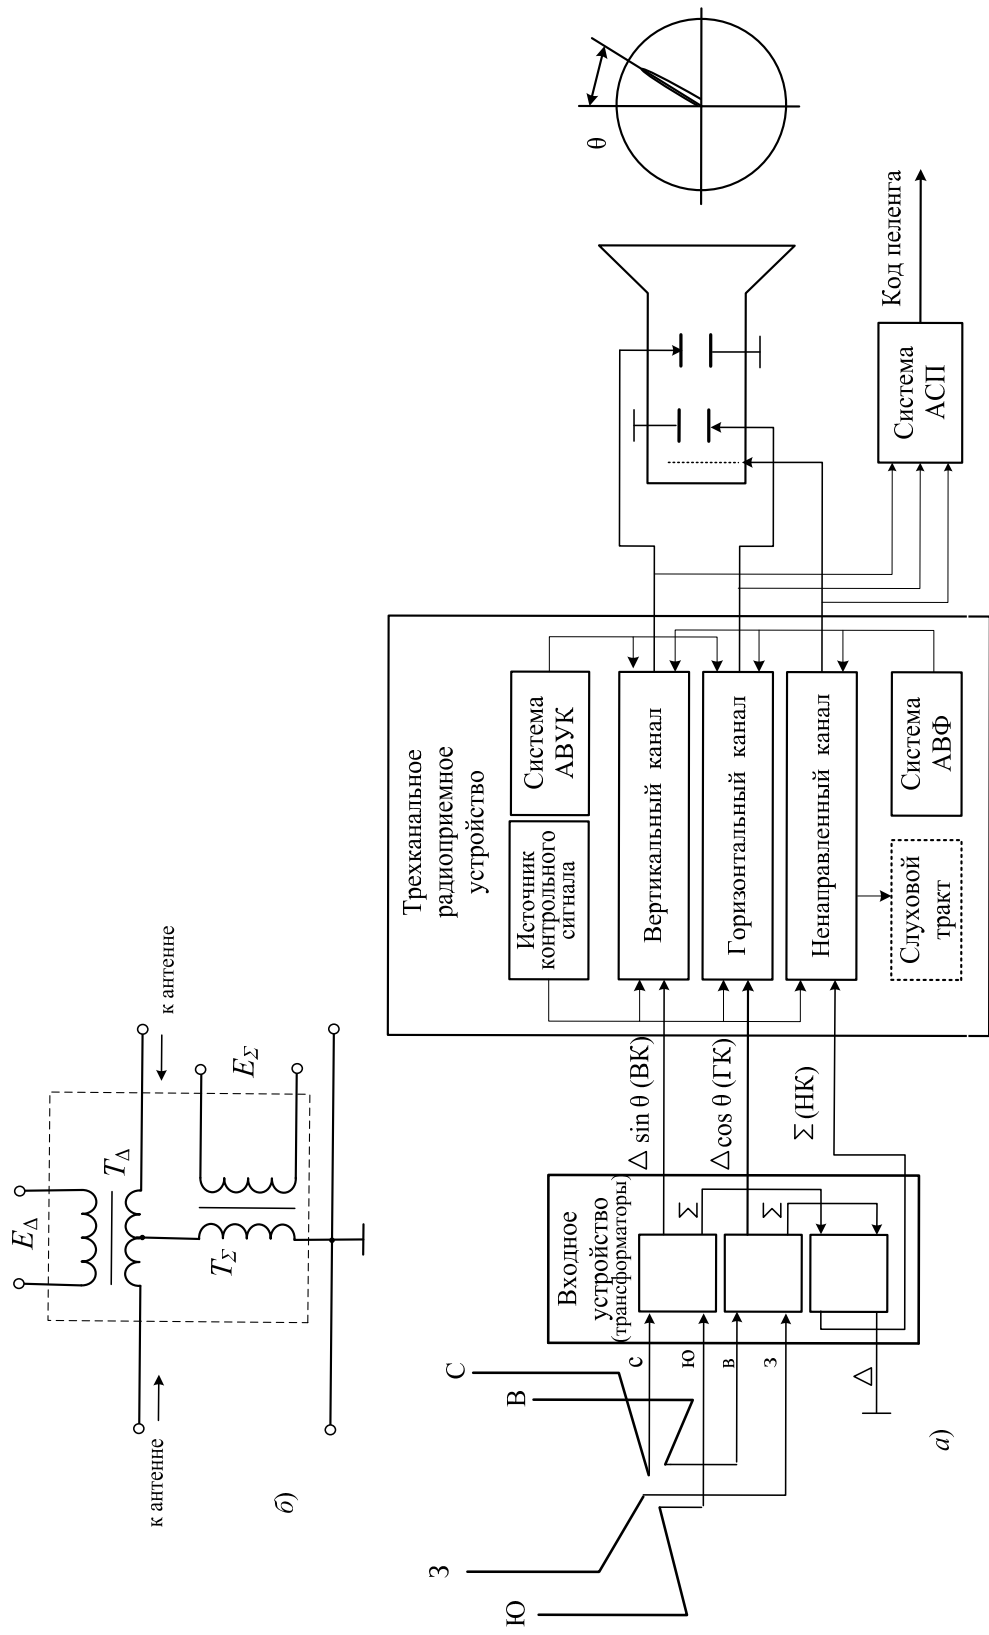 к антенне
к антенне
E_Δ
T_Δ
T_Σ
E_Σ
б)
З
Ю
С
В
с
ю
в
з
△
Входное
устройство
(трансформаторы)
Σ
Σ
△ sin θ (ВК)
△cos θ (ГК)
Σ (НК)
Трехканальное
радиоприемное
устройство
Источник
контрольного
сигнала
Система
АВУК
Вертикальный канал
Горизонтальный канал
Ненаправленный канал
Слуховой
тракт
Система
АВФ
Система
АСП
Код пеленга
θ
а)